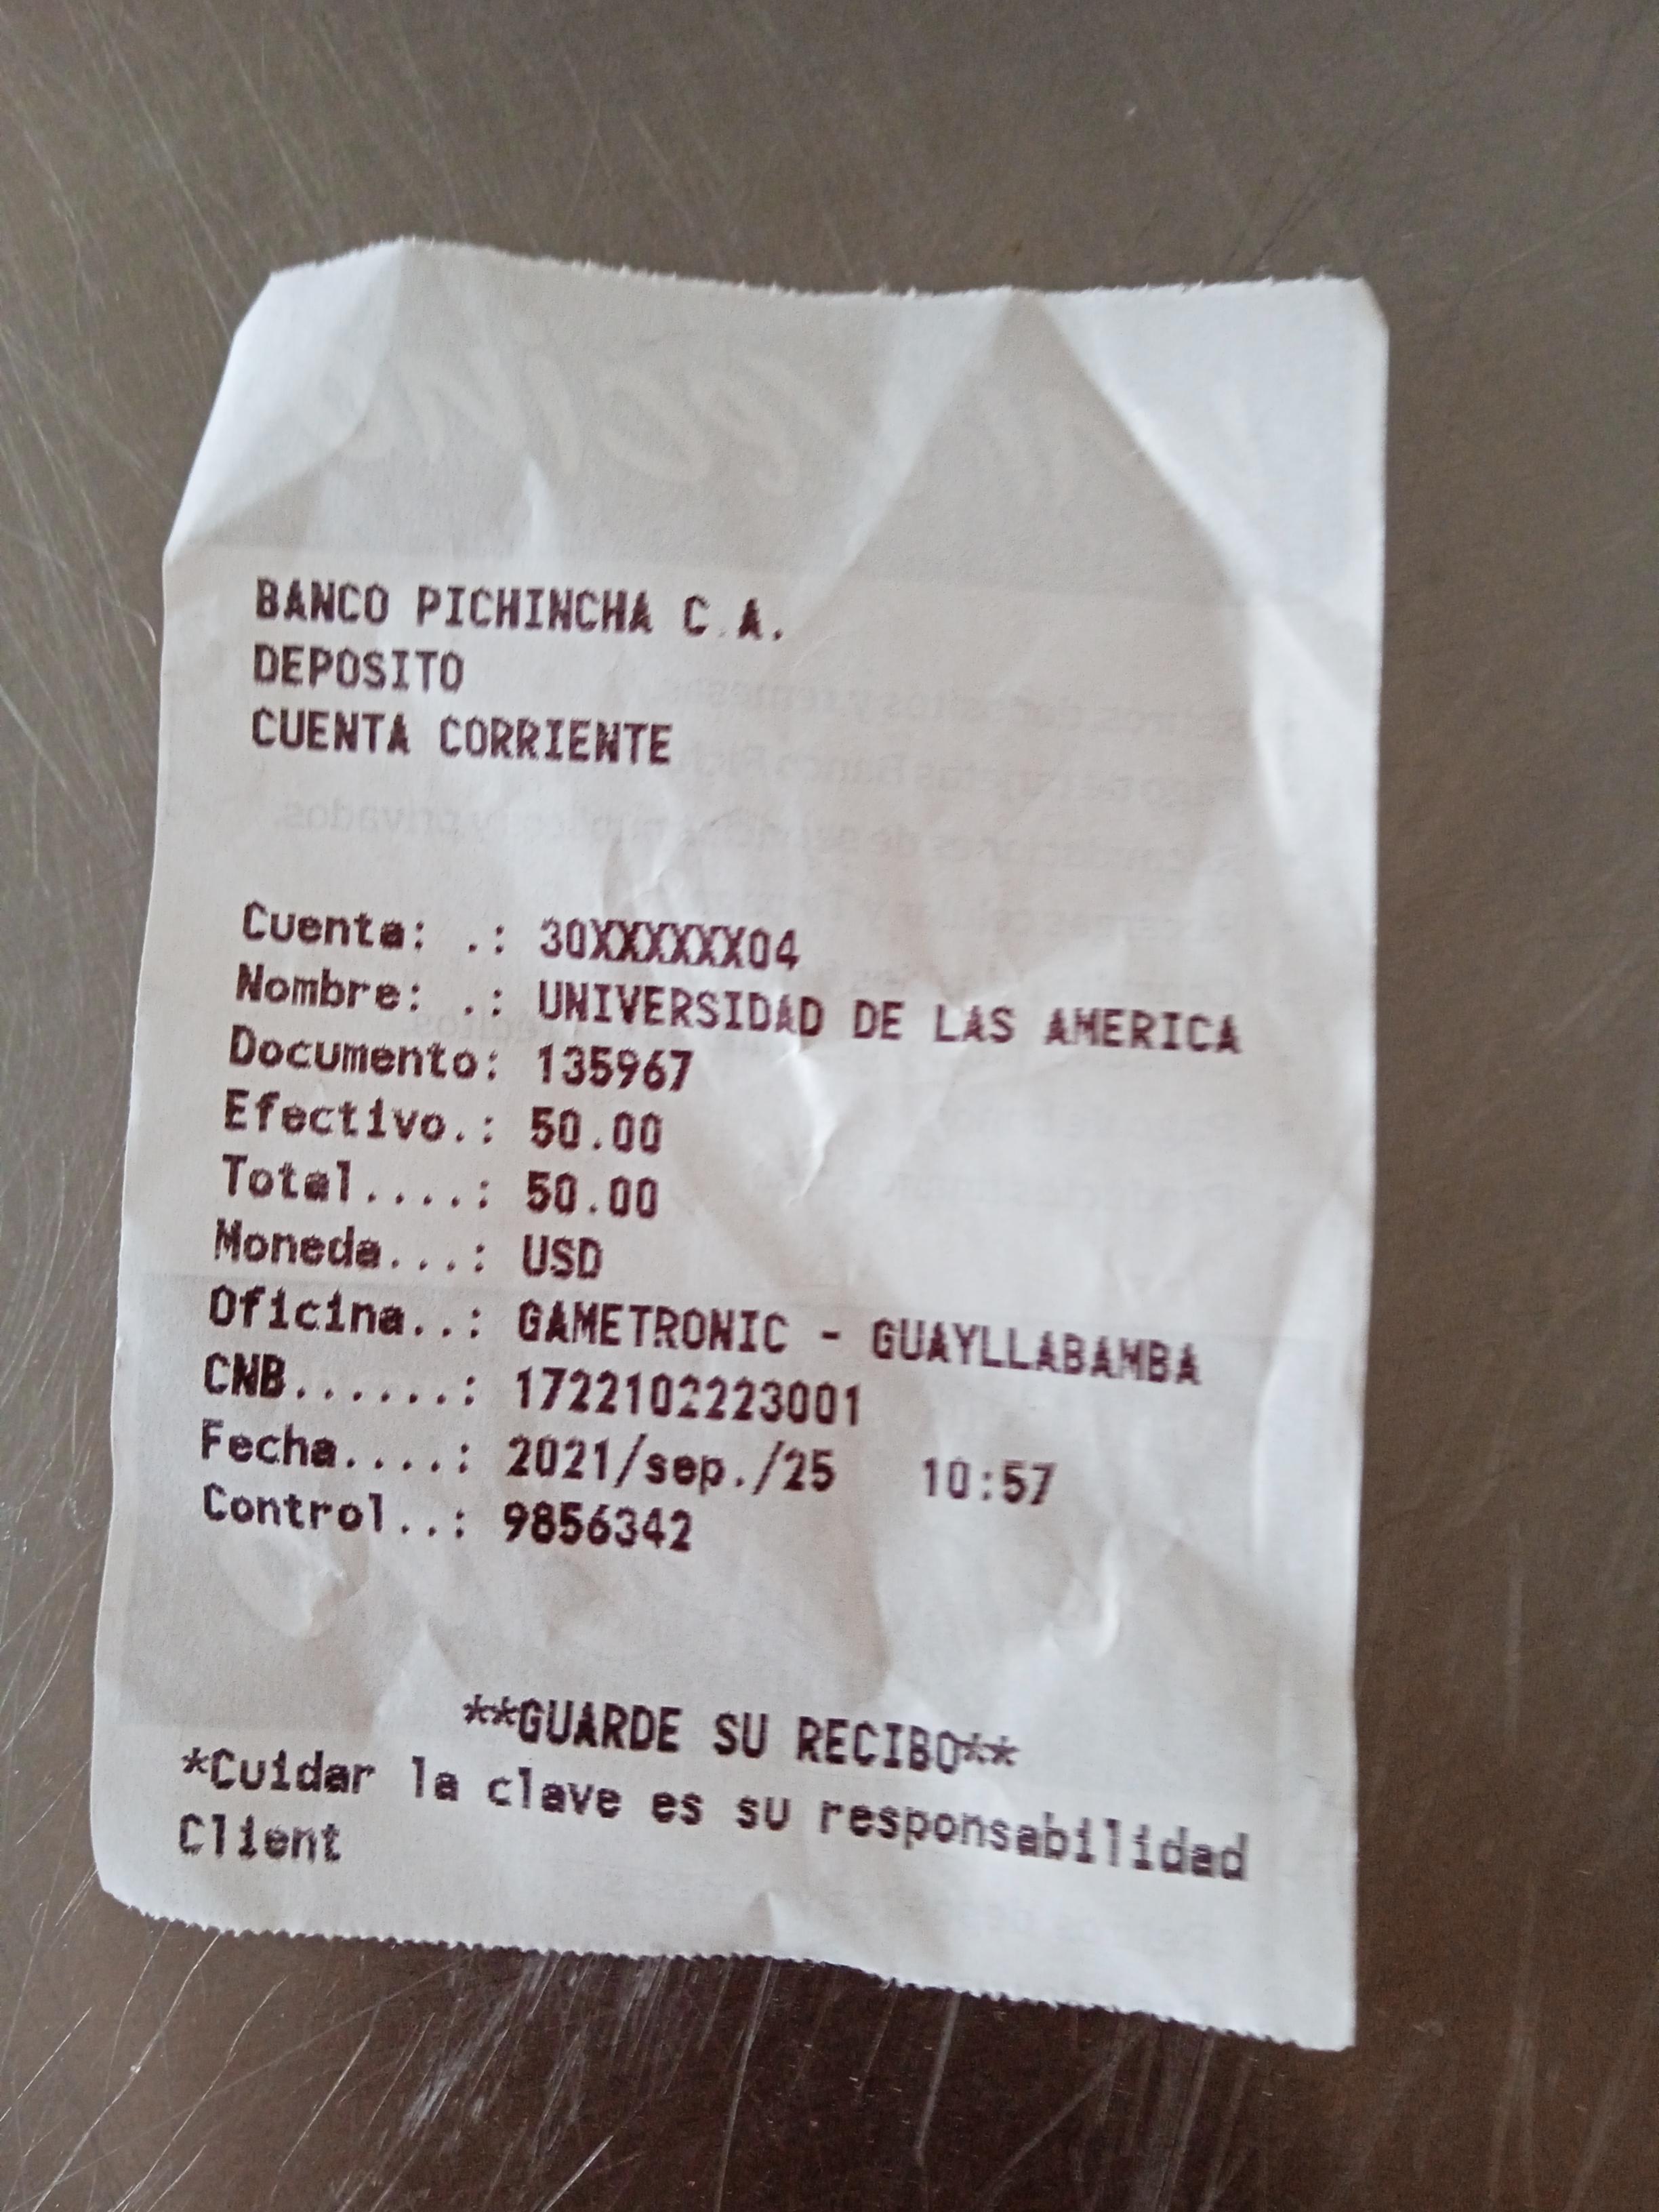 BANCO PICHINCHA C.A.
DEPOSITO
CUENTA CORRIENTE
Cuenta: .: 30XXXXXX04
Nombre: .: UNIVERSIDAD DE LAS AMERICA
Documento: 135967
Efectivo.: 50.00
Total....: 50.00
Moneda...: USD
Oficina..: GAMETRONIC - GUAYLLABAMBA
CNB......: 1722102223001
Fecha....: 2021/sep./25 10:57
Control..: 9856342
**GUARDE SU RECIBO**
*Cuidar la clave es su responsabilidad
Client